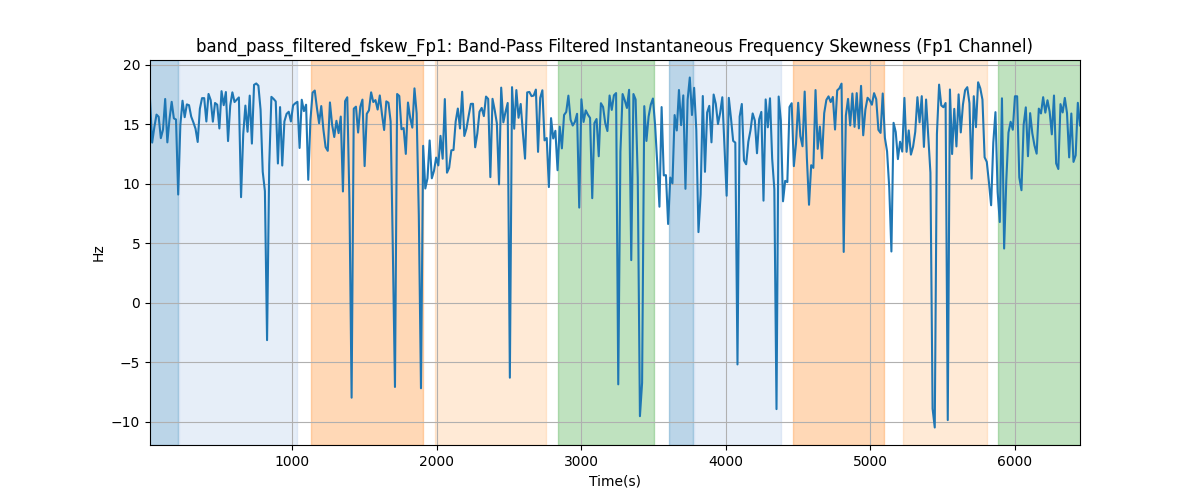 band_pass_filtered_fskew_Fp1: Band-Pass Filtered Instantaneous Frequency Skewness (Fp1 Channel)
20
15
10
5
0
−5
−10
Hz
1000 2000 3000 4000 5000 6000
Time(s)